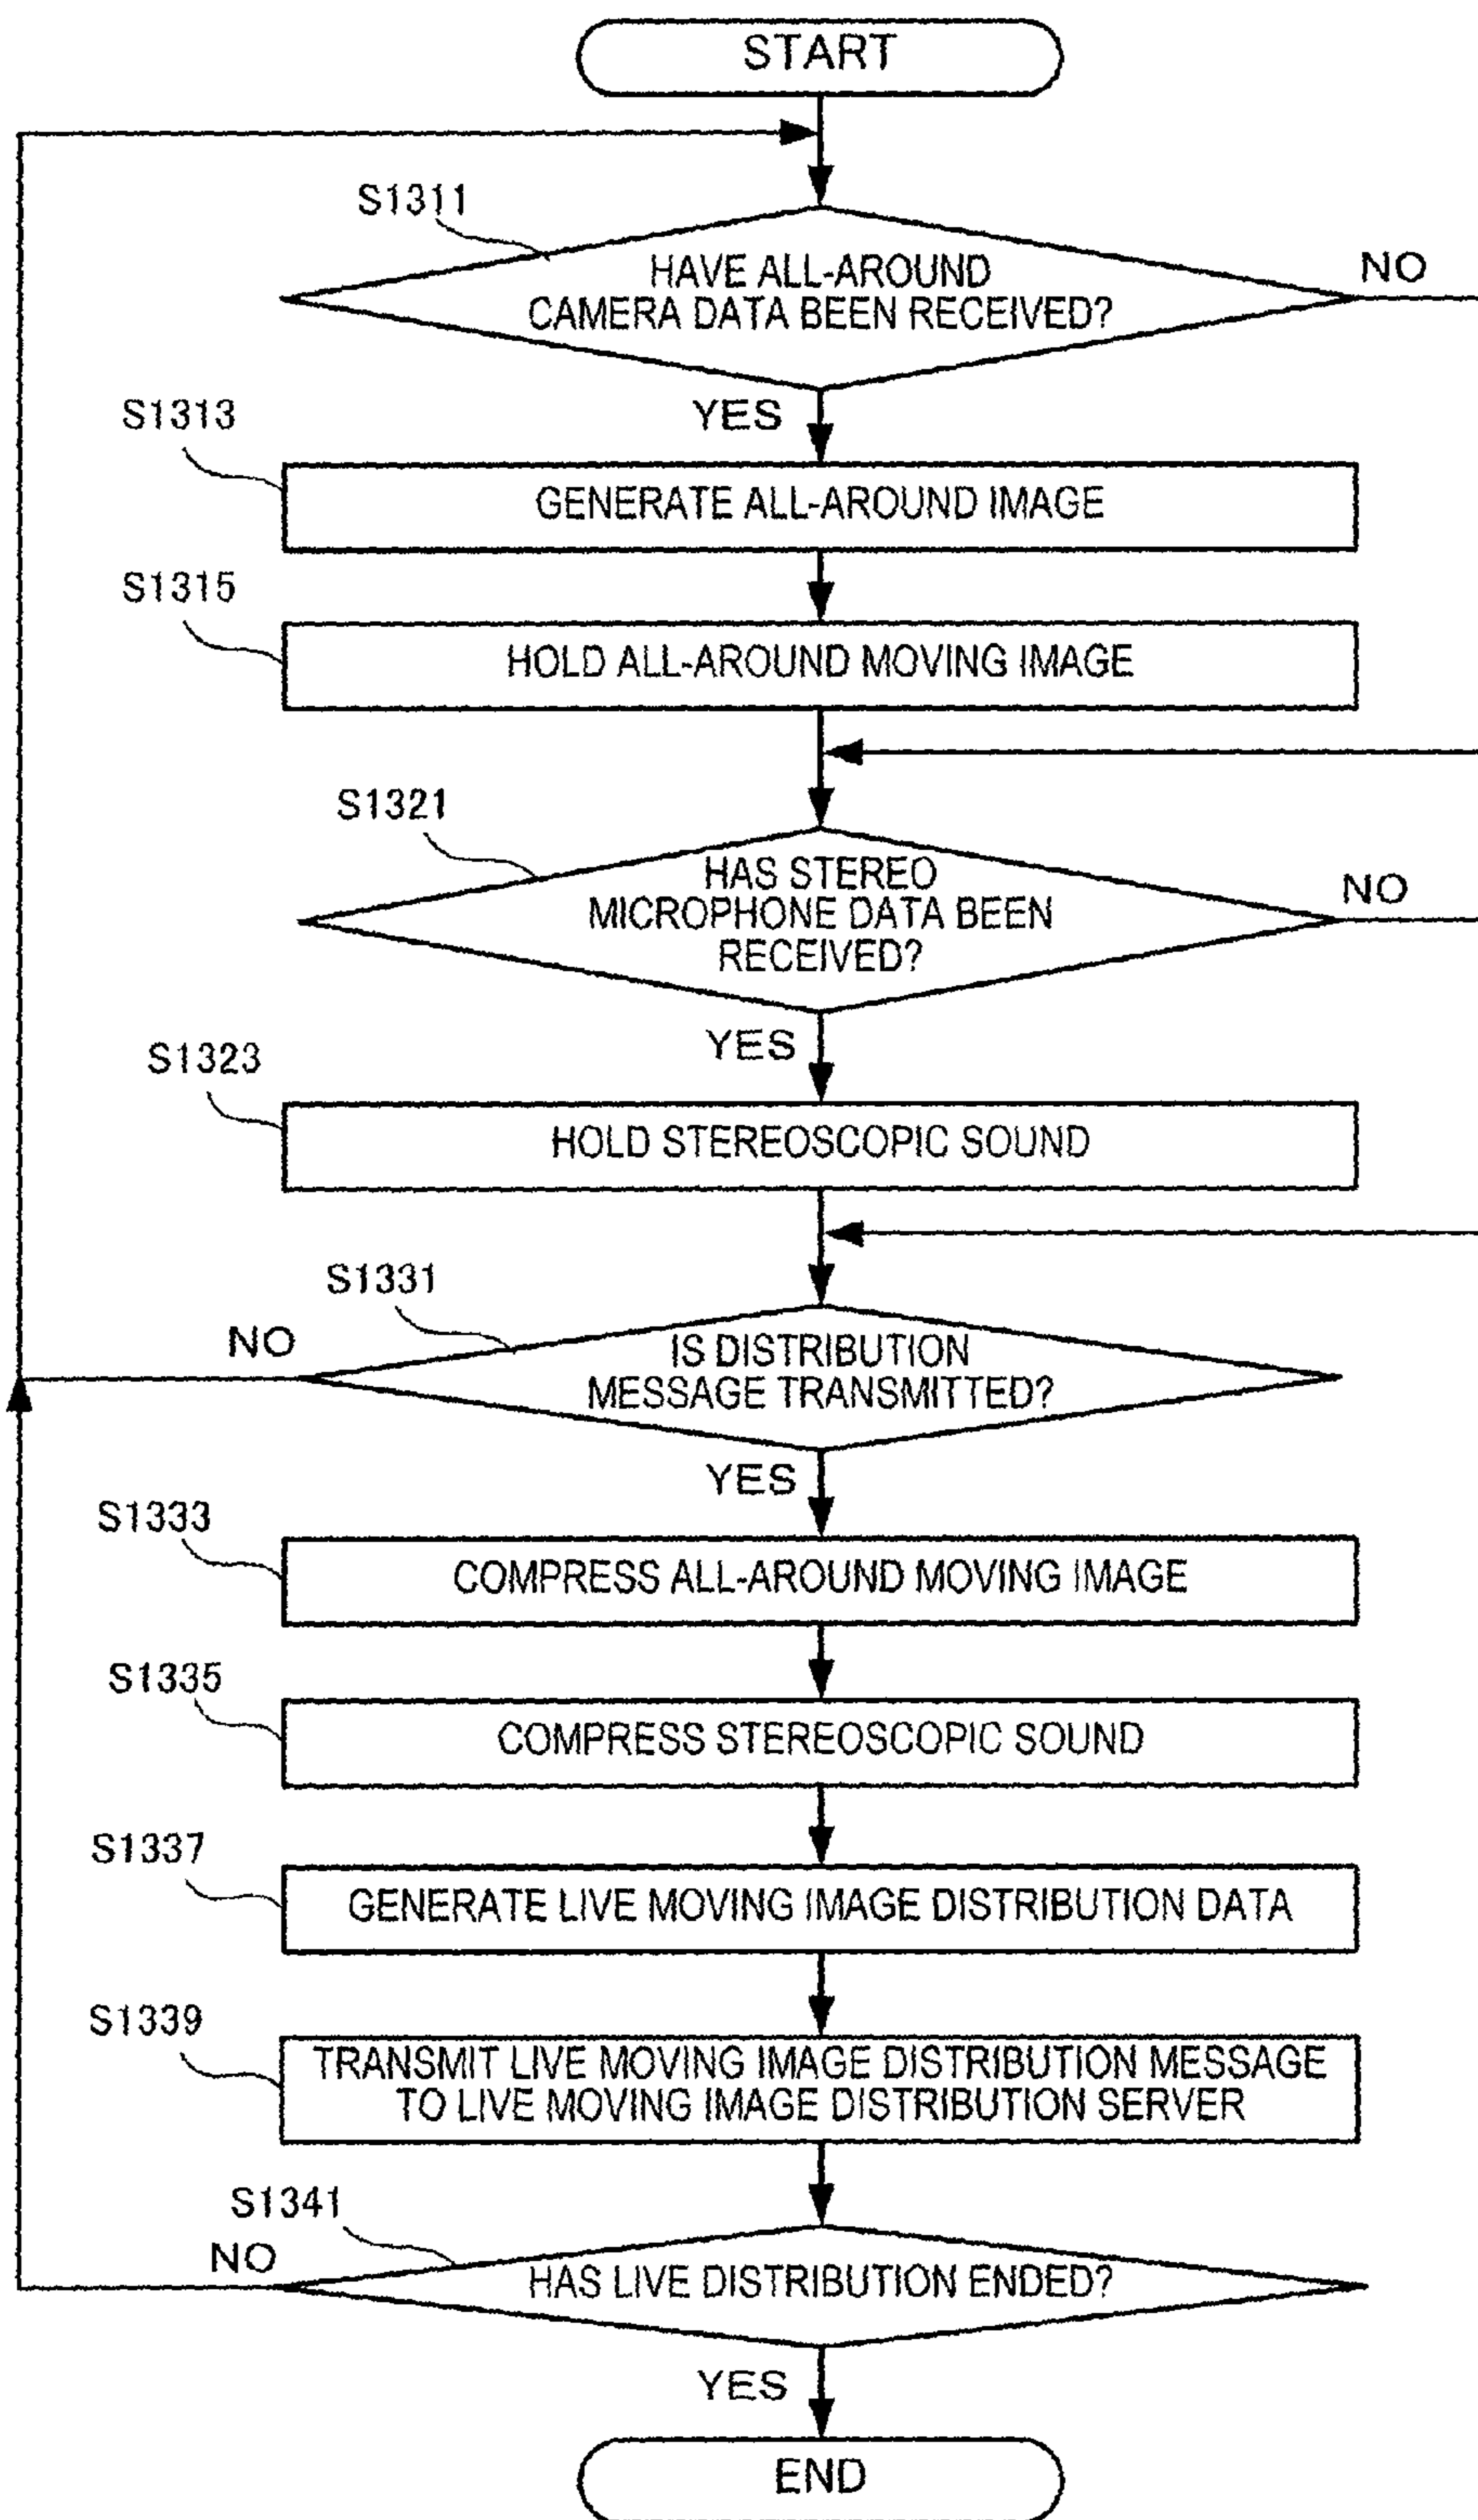 START
S1311
HAVE ALL-AROUND
CAMERA DATA BEEN RECEIVED?
NO
YES
S1313
GENERATE ALL-AROUND IMAGE
S1315
HOLD ALL-AROUND MOVING IMAGE
S1321
HAS STEREO
MICROPHONE DATA BEEN
RECEIVED?
NO
YES
S1323
HOLD STEREOSCOPIC SOUND
S1331
NO
IS DISTRIBUTION
MESSAGE TRANSMITTED?
YES
S1333
COMPRESS ALL-AROUND MOVING IMAGE
S1335
COMPRESS STEREOSCOPIC SOUND
S1337
GENERATE LIVE MOVING IMAGE DISTRIBUTION DATA
S1339
TRANSMIT LIVE MOVING IMAGE DISTRIBUTION MESSAGE
TO LIVE MOVING IMAGE DISTRIBUTION SERVER
S1341
NO
HAS LIVE DISTRIBUTION ENDED?
YES
END